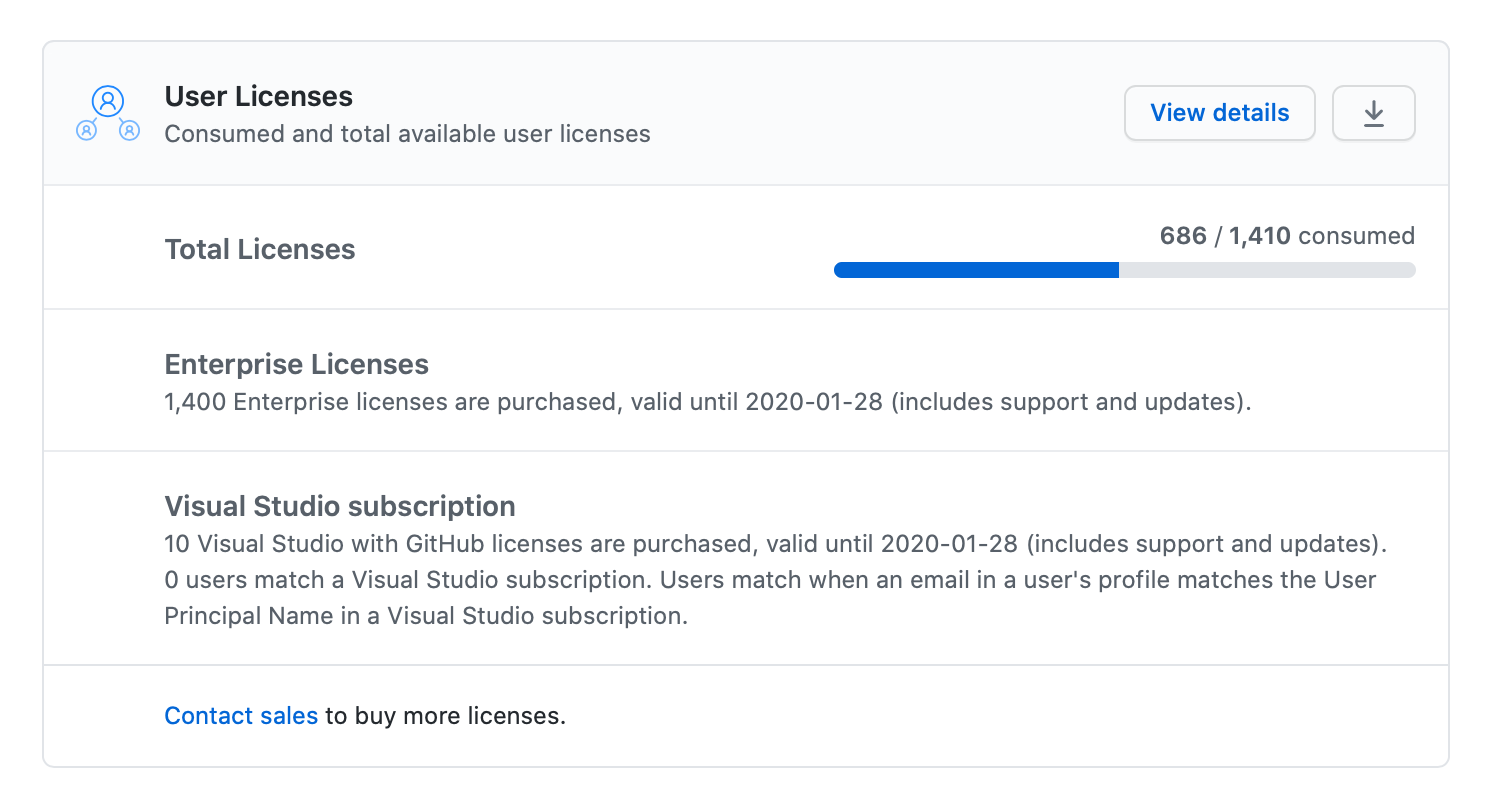 User Licenses
Consumed and total available user licenses
View details
Total Licenses
686 / 1,410 consumed
Enterprise Licenses
1,400 Enterprise licenses are purchased, valid until 2020-01-28 (includes support and updates).
Visual Studio subscription
10 Visual Studio with GitHub licenses are purchased, valid until 2020-01-28 (includes support and updates).
0 users match a Visual Studio subscription. Users match when an email in a user's profile matches the User
Principal Name in a Visual Studio subscription.
Contact sales to buy more licenses.